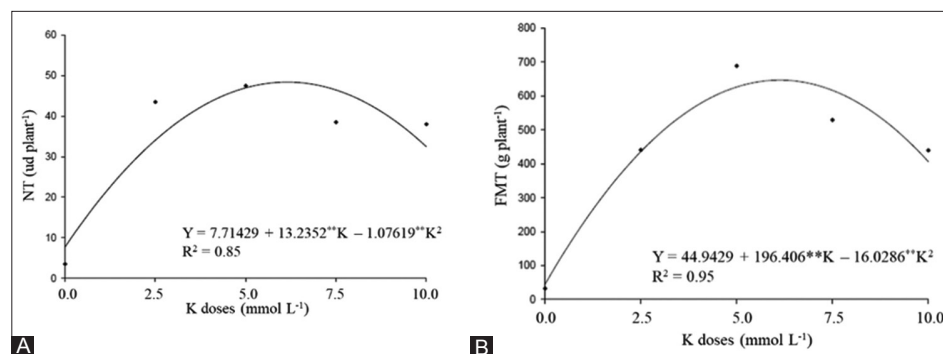 60
50
40
30
20
10
0
NT (ud plant⁻¹)
Y = 7.71429 + 13.2352**K – 1.07619**K²
R² = 0.85
0.0 2.5 5.0 7.5 10.0
K doses (mmol L⁻¹)
A
800
700
600
500
400
300
200
100
0
FMT (g plant⁻¹)
Y = 44.9429 + 196.406**K – 16.0286**K²
R² = 0.95
0.0 2.5 5.0 7.5 10.0
K doses (mmol L⁻¹)
B